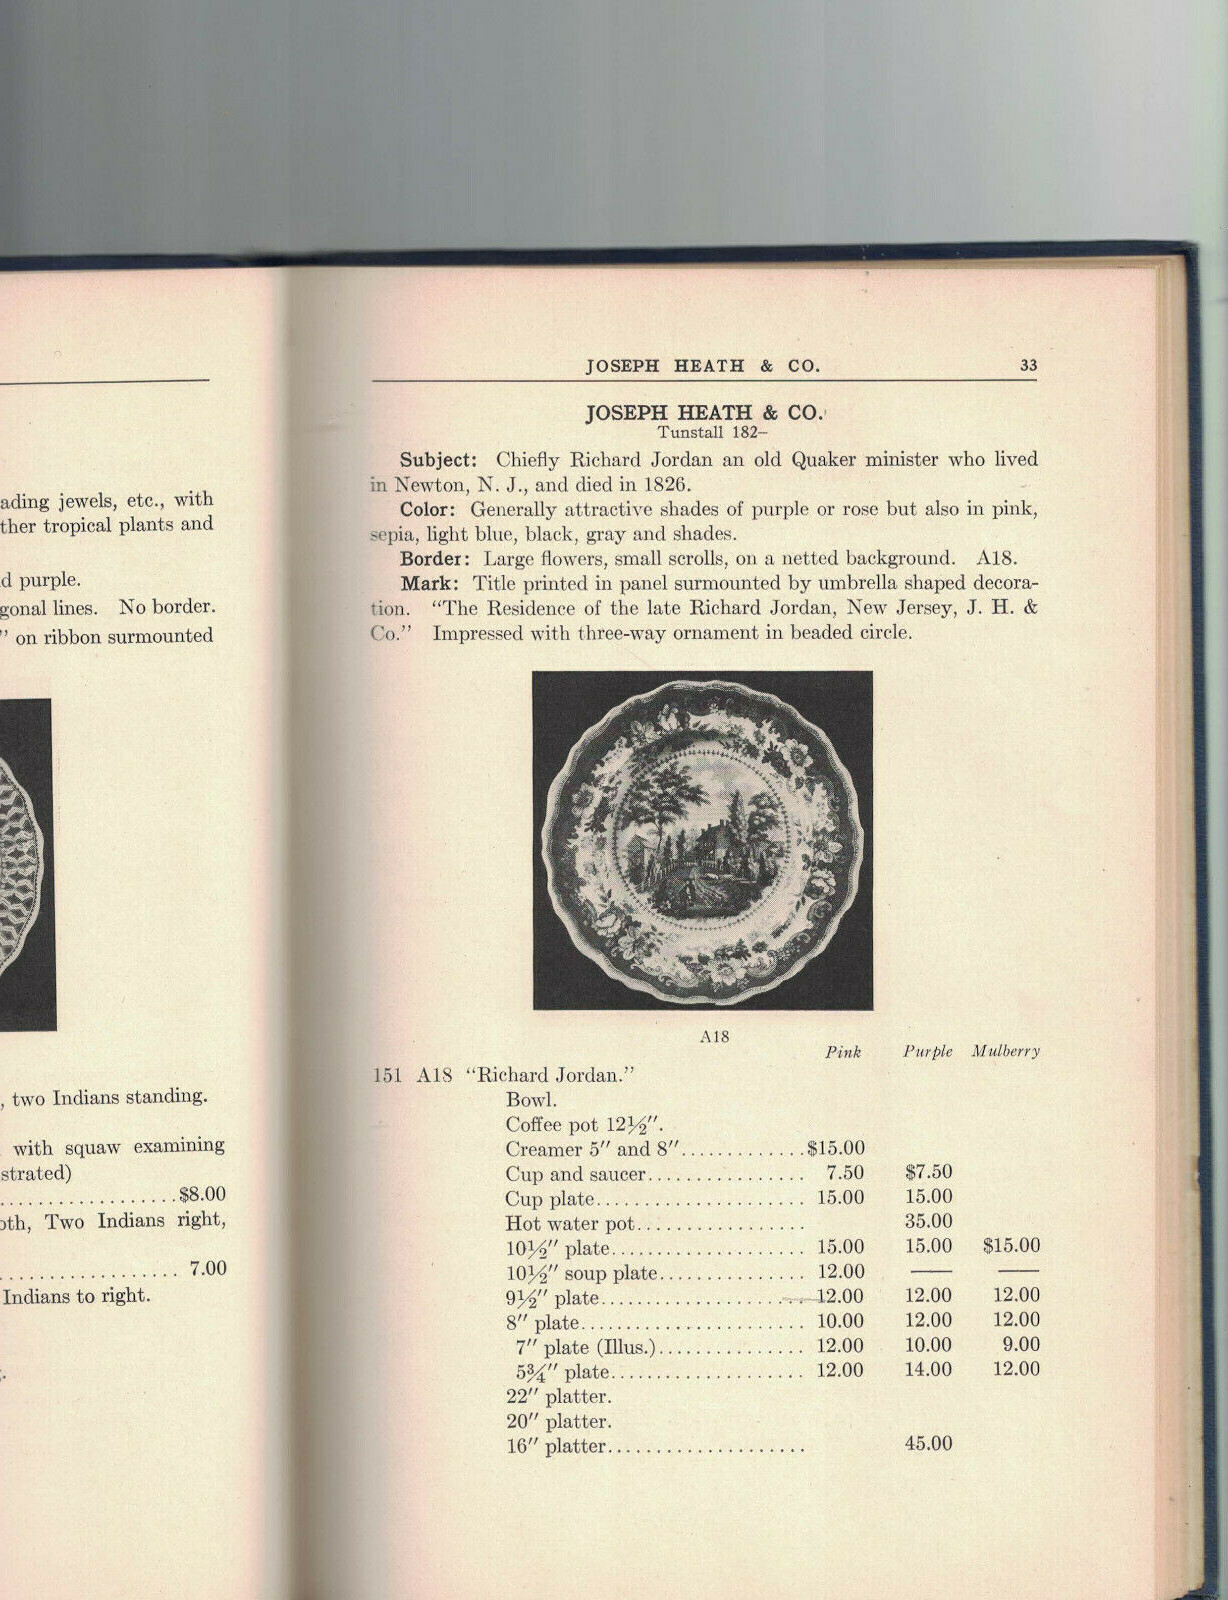 ading jewels, etc., with
ther tropical plants and
d purple.
gonal lines. No border.
” on ribbon surmounted
, two Indians standing.
with squaw examining
strated)
..................$8.00
oth, Two Indians right,
.................. 7.00
Indians to right.
JOSEPH HEATH & CO. 33
JOSEPH HEATH & CO.
Tunstall 182–
Subject: Chiefly Richard Jordan an old Quaker minister who lived
in Newton, N. J., and died in 1826.
Color: Generally attractive shades of purple or rose but also in pink,
sepia, light blue, black, gray and shades.
Border: Large flowers, small scrolls, on a netted background. A18.
Mark: Title printed in panel surmounted by umbrella shaped decora-
tion. “The Residence of the late Richard Jordan, New Jersey, J. H. &
Co.” Impressed with three-way ornament in beaded circle.
A18
Pink Purple Mulberry
151 A18 “Richard Jordan.”
Bowl.
Coffee pot 12½″.
Creamer 5″ and 8″.............$15.00
Cup and saucer................. 7.50 $7.50
Cup plate...................... 15.00 15.00
Hot water pot................. 35.00
10½″ plate..................... 15.00 15.00 $15.00
10½″ soup plate................ 12.00 —— ——
9½″ plate...................... 12.00 12.00 12.00
8″ plate........................ 10.00 12.00 12.00
7″ plate (Illus.)................ 12.00 10.00 9.00
5¾″ plate..................... 12.00 14.00 12.00
22″ platter.
20″ platter.
16″ platter..................... 45.00